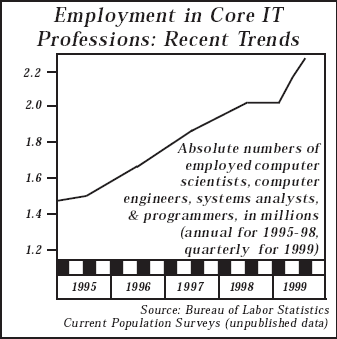 Employment in Core IT
Professions: Recent Trends
2.2
2.0
1.8
1.6
1.4
1.2
Absolute numbers of
employed computer
scientists, computer
engineers, systems analysts,
& programmers, in millions
(annual for 1995-98,
quarterly for 1999)
1995 1996 1997 1998 1999
Source: Bureau of Labor Statistics
Current Population Surveys (unpublished data)